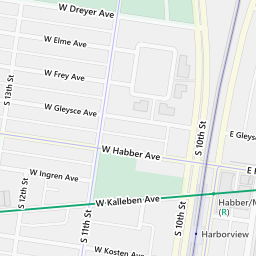 W Dreyer Ave
W Elme Ave
W Frey Ave
S 13th St
W Gleysce Ave
S 10th St
E Gleysc
W Habber Ave
W Ingren Ave
S 12th St
W Kalleben Ave
Habber/M
(R)
S 11th St
S 10th St
Harborview
W Kosten Ave